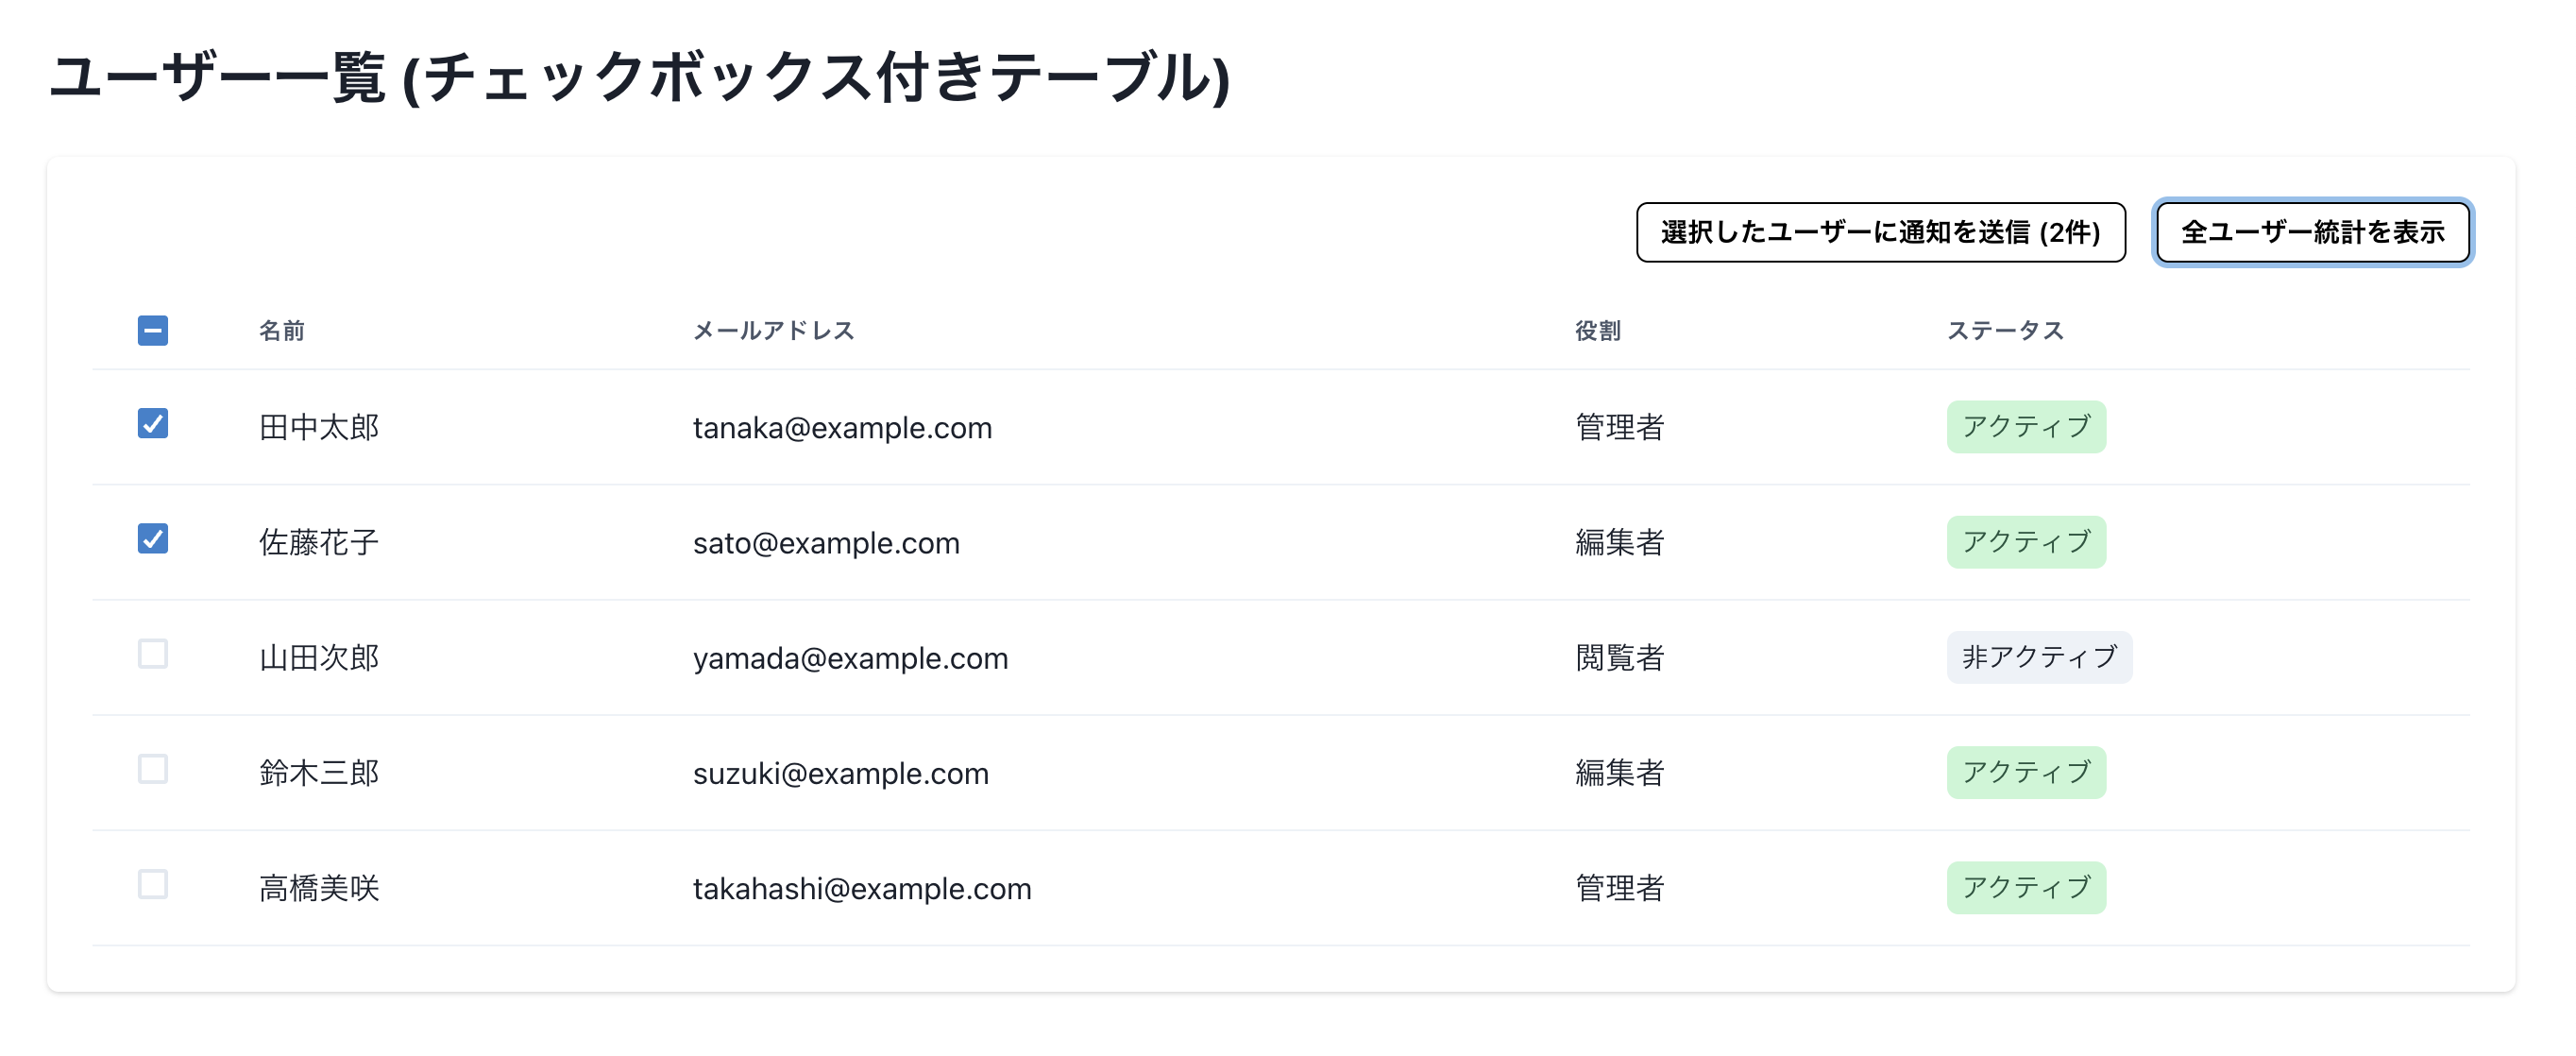 ユーザー一覧 (チェックボックス付きテーブル)
選択したユーザーに通知を送信 (2件) 全ユーザー統計を表示
名前 メールアドレス 役割 ステータス
田中太郎 tanaka@example.com 管理者 アクティブ
佐藤花子 sato@example.com 編集者 アクティブ
山田次郎 yamada@example.com 閲覧者 非アクティブ
鈴木三郎 suzuki@example.com 編集者 アクティブ
高橋美咲 takahashi@example.com 管理者 アクティブ